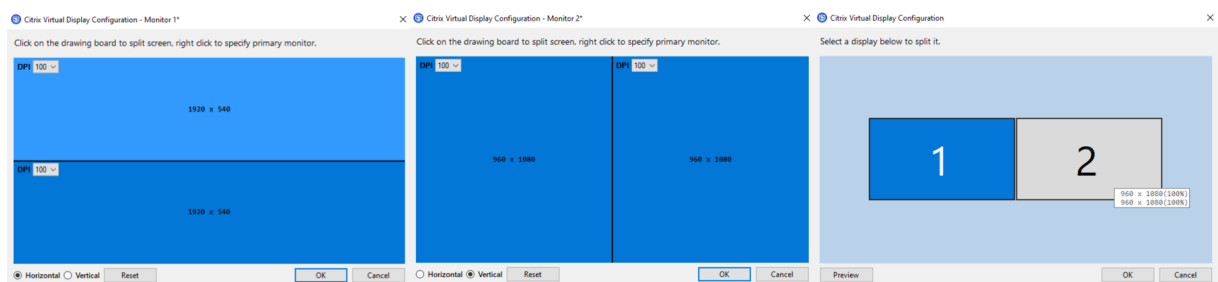 Citrix Virtual Display Configuration - Monitor 1*
Click on the drawing board to split screen, right click to specify primary monitor.
DPI 100
1920 x 540
DPI 100
1920 x 540
Horizontal Vertical Reset OK Cancel
Citrix Virtual Display Configuration - Monitor 2*
Click on the drawing board to split screen, right click to specify primary monitor.
DPI 100 DPI 100
960 x 1080 960 x 1080
Horizontal Vertical Reset OK Cancel
Citrix Virtual Display Configuration
Select a display below to split it.
1 2
960 x 1080(100%)
960 x 1080(100%)
Preview OK Cancel